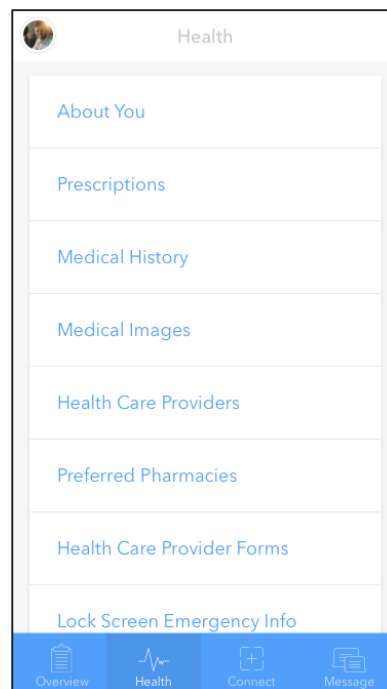 Health
About You
Prescriptions
Medical History
Medical Images
Health Care Providers
Preferred Pharmacies
Health Care Provider Forms
Lock Screen Emergency Info
Overview Health Connect Message